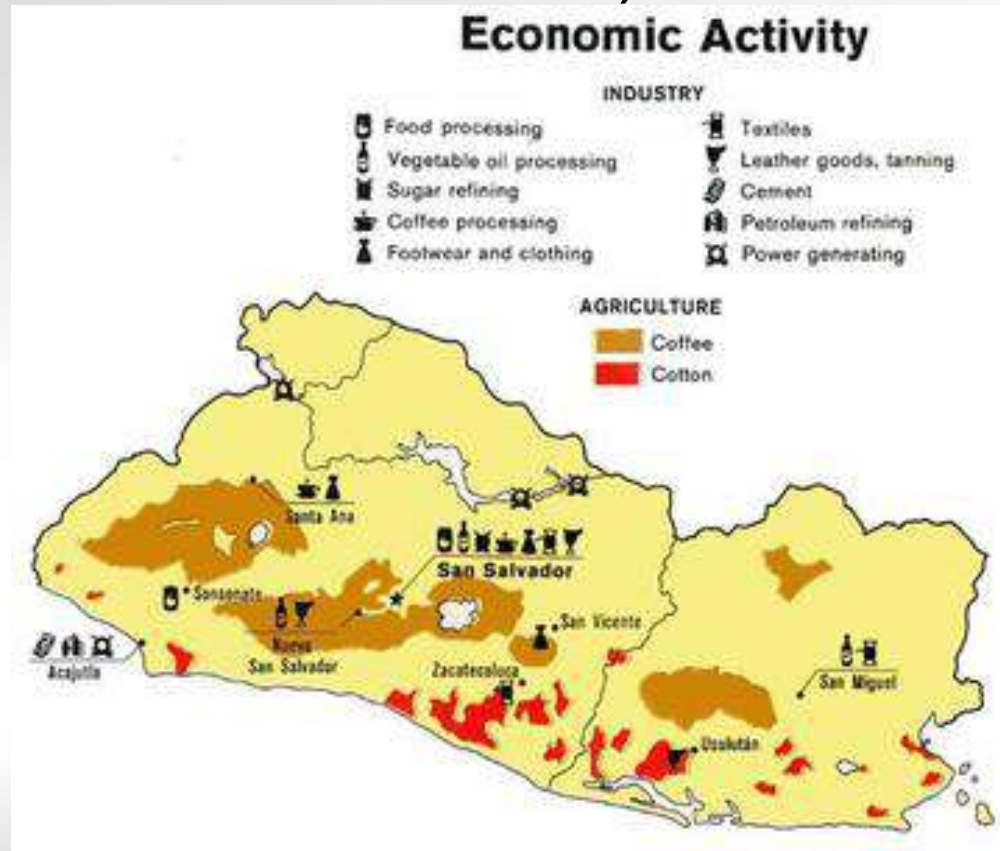 Economic Activity
INDUSTRY
Food processing
Vegetable oil processing
Sugar refining
Coffee processing
Footwear and clothing
Textiles
Leather goods, tanning
Cement
Petroleum refining
Power generating
AGRICULTURE
Coffee
Cotton
Santa Ana
San Salvador
Sonsonate
San Vicente
Nueva
San Salvador
Acajutla
Zacatecoluca
San Miguel
Usulután